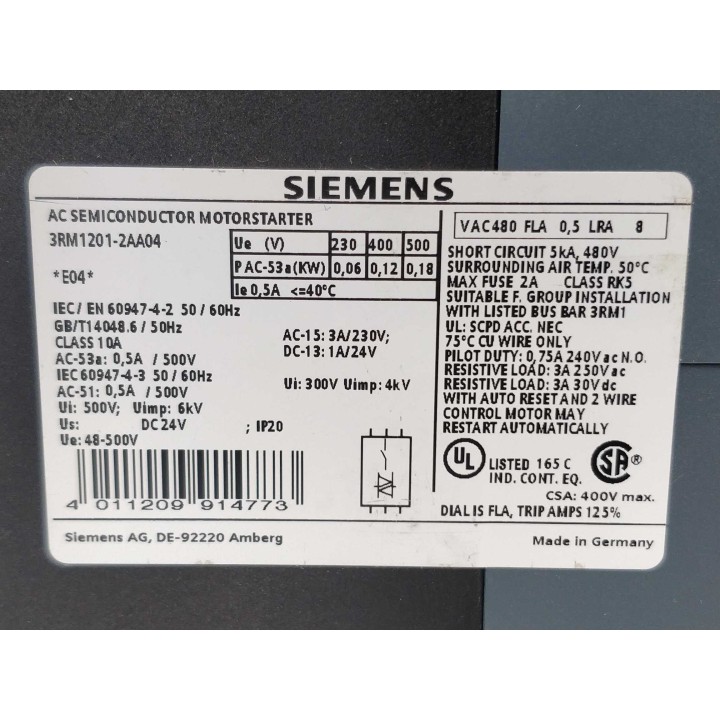 SIEMENS
AC SEMICONDUCTOR MOTORSTARTER
3RM1201-2AA04
*E04*
Ue (V) 230 400 500
P AC-53a(KW) 0,06 0,12 0,18
Ie 0,5A <=40°C
IEC/ EN 60947-4-2 50/60Hz
GB/T14048.6/50Hz
CLASS 10A
AC-53a: 0,5A / 500V
IEC60947-4-3 50/60Hz
AC-51: 0,5A / 500V
Ui: 500V; Uimp: 6kV
Us: DC24V ; IP20
Ue: 48-500V
AC-15: 3A/230V;
DC-13: 1A/24V
Ui: 300V Uimp: 4kV
4 011209 914773
VAC480 FLA 0,5 LRA 8
SHORT CIRCUIT 5kA, 480V
SURROUNDING AIR TEMP. 50°C
MAX FUSE 2A CLASS RK5
SUITABLE F. GROUP INSTALLATION
WITH LISTED BUS BAR 3RM1
UL: SCPD ACC. NEC
75°C CU WIRE ONLY
PILOT DUTY: 0,75A 240V ac N.O.
RESISTIVE LOAD: 3A 250V ac
RESISTIVE LOAD: 3A 30V dc
WITH AUTO RESET AND 2 WIRE
CONTROL MOTOR MAY
RESTART AUTOMATICALLY
UL LISTED 165 C
IND. CONT. EQ.
SA ®
CSA: 400V max.
DIAL IS FLA, TRIP AMPS 125%
Siemens AG, DE-92220 Amberg
Made in Germany